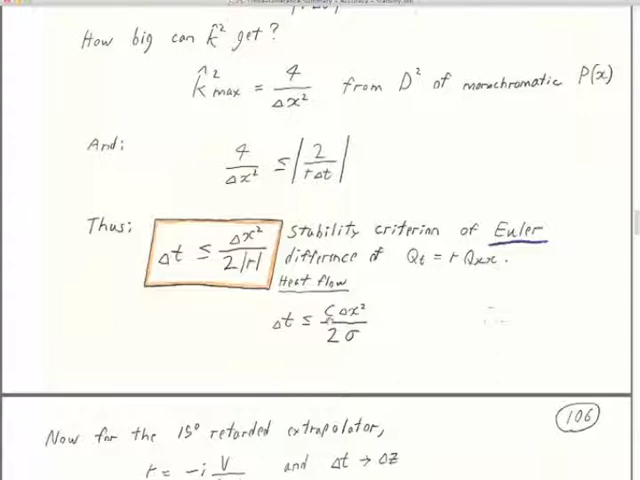 How big can k̂² get?
k̂²max = 4/Δx² from D² of monochromatic P(x)
And:
4/Δx² ≤ |2/rΔt|
Thus:
Δt ≤ Δx²/2|r|
Stability criterion of Euler
difference of Qt = r Qxx.
Heat flow
Δt ≤ CΔx²/2σ
106
Now for the 15° retarded extrapolator,
r = -i V and Δt → Δz